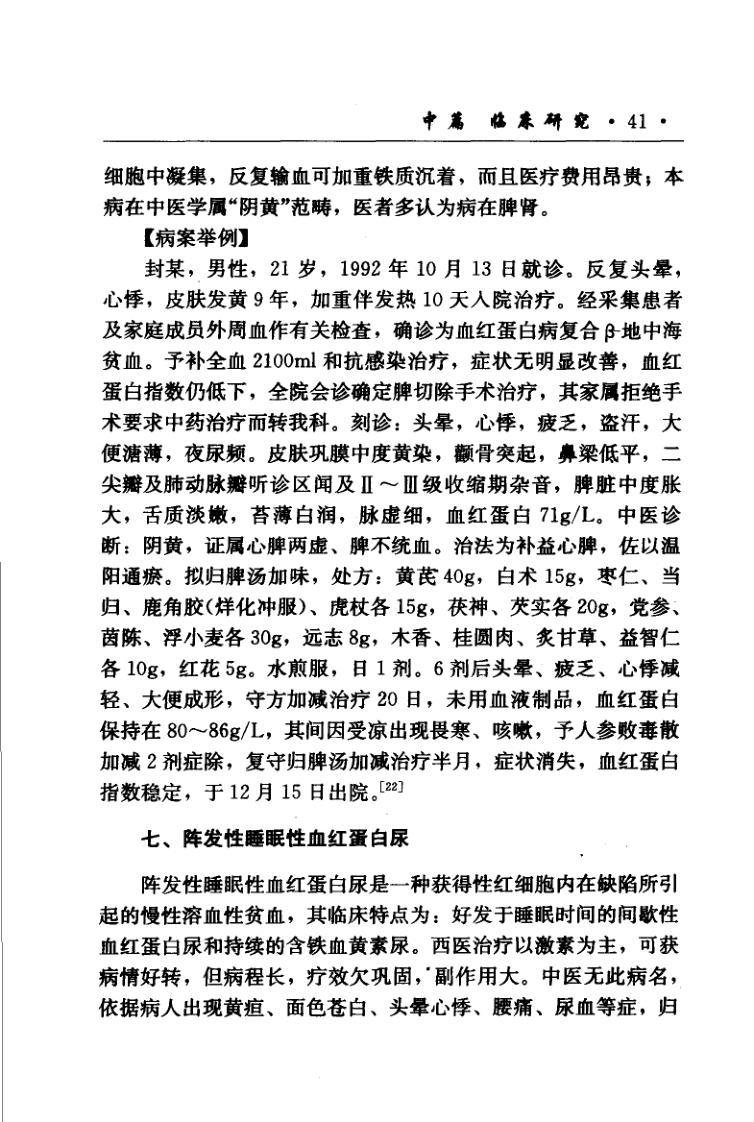 中篇 临床研究 · 41 ·
细胞中凝集，反复输血可加重铁质沉着，而且医疗费用昂贵；本
病在中医学属“阴黄”范畴，医者多认为病在脾肾。
【病案举例】
封某，男性，21 岁，1992 年 10 月 13 日就诊。反复头晕，
心悸，皮肤发黄 9 年，加重伴发热 10 天入院治疗。经采集患者
及家庭成员外周血作有关检查，确诊为血红蛋白病复合 β-地中海
贫血。予补全血 2100ml 和抗感染治疗，症状无明显改善，血红
蛋白指数仍低下，全院会诊确定脾切除手术治疗，其家属拒绝手
术要求中药治疗而转我科。刻诊：头晕，心悸，疲乏，盗汗，大
便溏薄，夜尿频。皮肤巩膜中度黄染，颧骨突起，鼻梁低平，二
尖瓣及肺动脉瓣听诊区闻及Ⅱ～Ⅲ级收缩期杂音，脾脏中度胀
大，舌质淡嫩，苔薄白润，脉虚细，血红蛋白 71g/L。中医诊
断：阴黄，证属心脾两虚、脾不统血。治法为补益心脾，佐以温
阳通瘀。拟归脾汤加味，处方：黄芪 40g，白术 15g，枣仁、当
归、鹿角胶(烊化冲服)、虎杖各 15g，茯神、芡实各 20g，党参、
茵陈、浮小麦各 30g，远志 8g，木香、桂圆肉、炙甘草、益智仁
各 10g，红花 5g。水煎服，日 1 剂。6 剂后头晕、疲乏、心悸减
轻、大便成形，守方加减治疗 20 日，未用血液制品，血红蛋白
保持在 80～86g/L，其间因受凉出现畏寒、咳嗽，予人参败毒散
加减 2 剂症除，复守归脾汤加减治疗半月，症状消失，血红蛋白
指数稳定，于 12 月 15 日出院。[22]
七、阵发性睡眠性血红蛋白尿
阵发性睡眠性血红蛋白尿是一种获得性红细胞内在缺陷所引
起的慢性溶血性贫血，其临床特点为：好发于睡眠时间的间歇性
血红蛋白尿和持续的含铁血黄素尿。西医治疗以激素为主，可获
病情好转，但病程长，疗效欠巩固，副作用大。中医无此病名，
依据病人出现黄疸、面色苍白、头晕心悸、腰痛、尿血等症，归